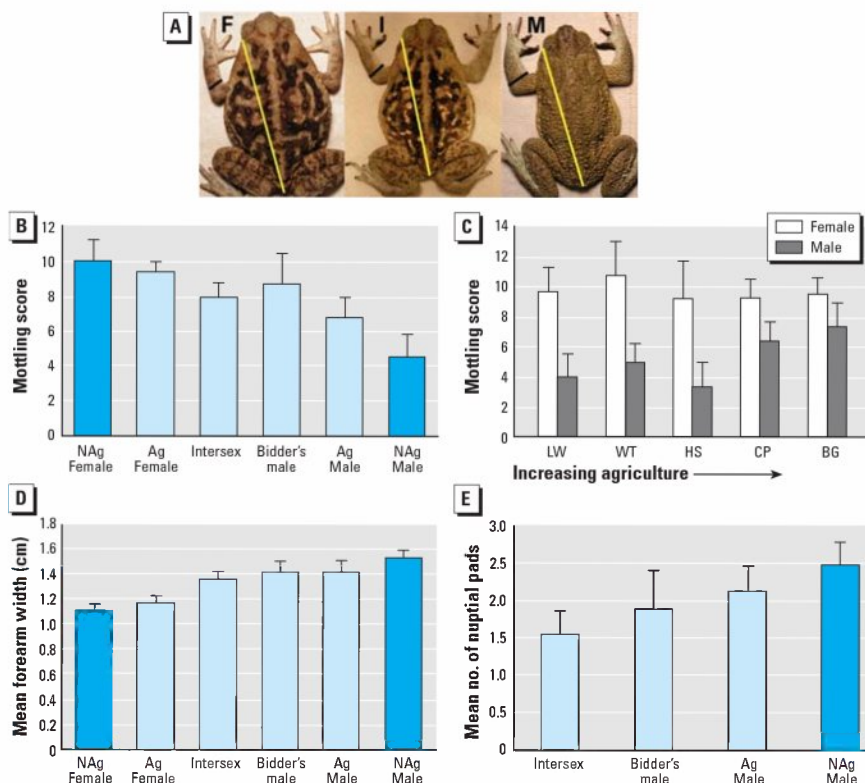 A
F
I
M
B
Mottling score
12
10
8
6
4
2
0
NAg Female
Ag Female
Intersex
Bidder's male
Ag Male
NAg Male
C
Mottling score
14
12
10
8
6
4
2
0
Female
Male
LW
WT
HS
CP
BG
Increasing agriculture
D
Mean forearm width (cm)
1.8
1.6
1.4
1.2
1.0
0.8
0.6
0.4
0.2
0
NAg Female
Ag Female
Intersex
Bidder's male
Ag Male
NAg Male
E
Mean no. of nuptial pads
3.0
2.5
2.0
1.5
1.0
0.5
0
Intersex
Bidder's male
Ag Male
NAg Male